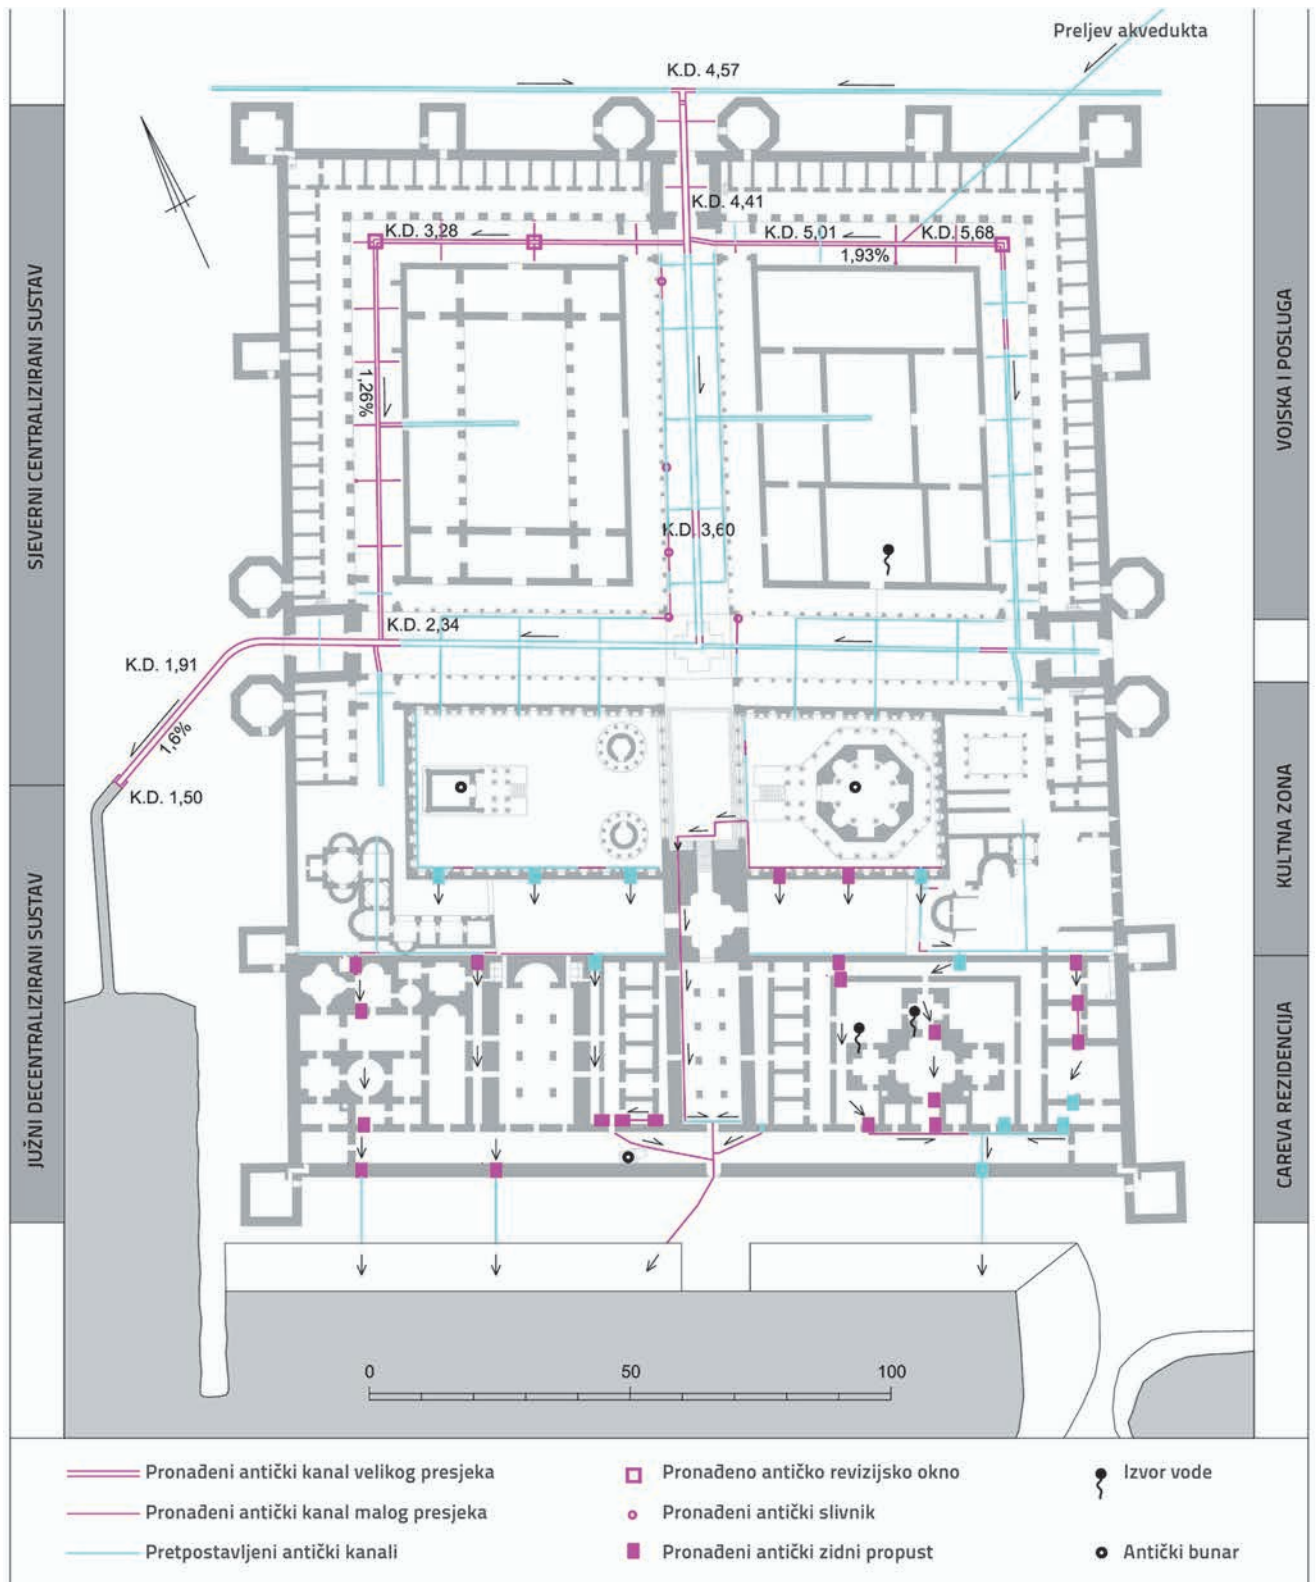 Preljev akvedukta
K.D. 4,57
K.D. 4,41
K.D. 3,28
K.D. 5,01
K.D. 5,68
1,93%
SJEVERNI CENTRALIZIRANI SUSTAV
VOJSKA I POSLUGA
1,26%
K.D. 3,60
K.D. 2,34
K.D. 1,91
1,6%
K.D. 1,50
KULTNA ZONA
JUŽNI DECENTRALIZIRANI SUSTAV
CAREVA REZIDENCIJA
0 50 100
Pronađeni antički kanal velikog presjeka
Pronađeni antički kanal malog presjeka
Pretpostavljeni antički kanali
Pronađeno antičko revizijsko okno
Pronađeni antički slivnik
Pronađeni antički zidni propust
Izvor vode
Antički bunar